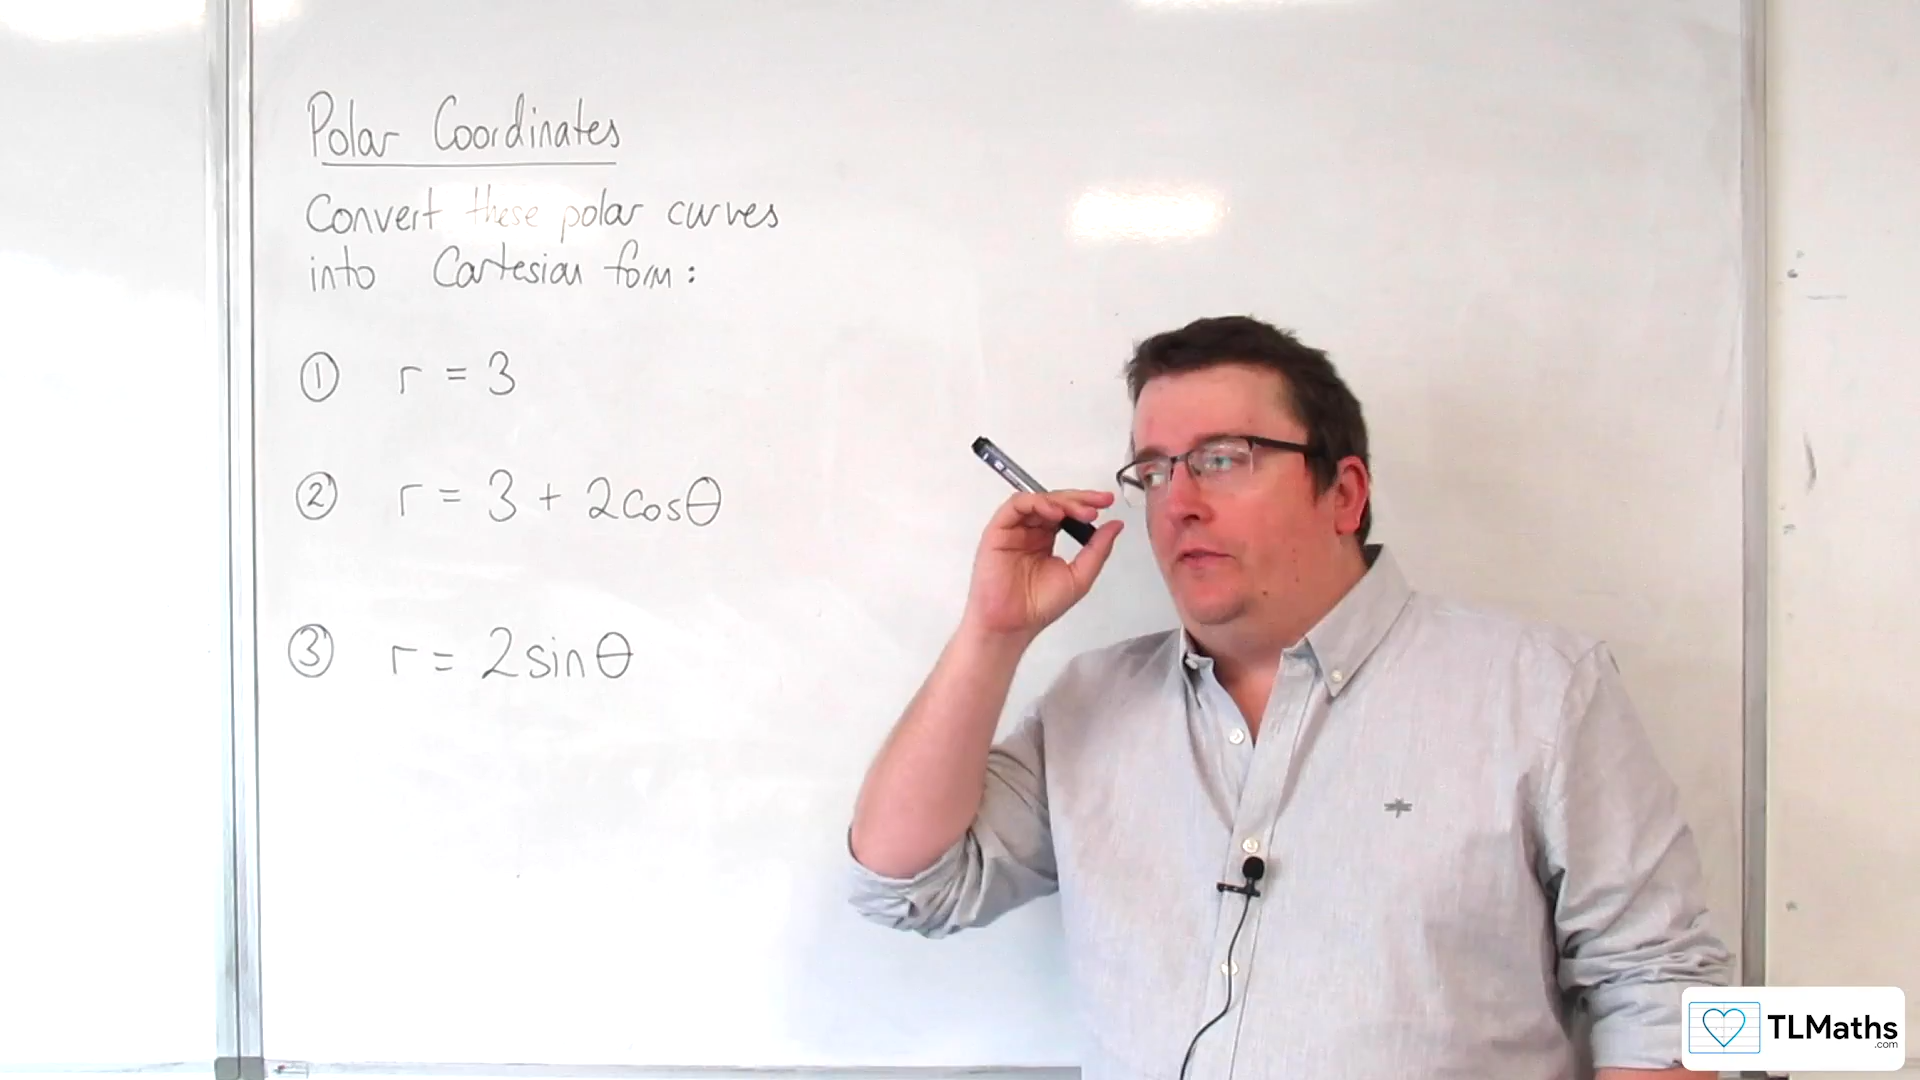 Polar Coordinates
Convert these polar curves
into Cartesian form:
① r = 3
② r = 3 + 2cosθ
③ r = 2sinθ
TLMaths
.com